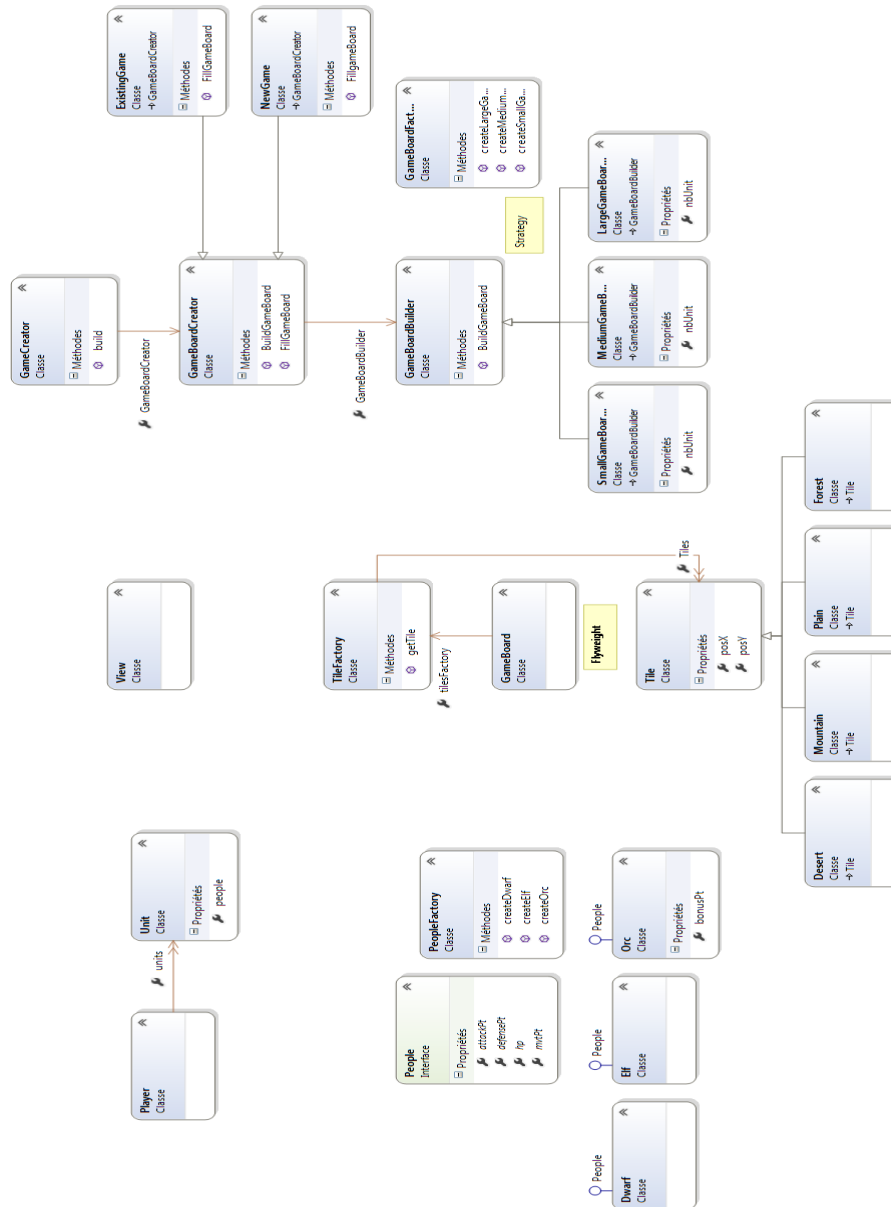 Player
Classe
units
Unit
Classe
Propriétés
people
People
Interface
Propriétés
attackPt
defensePt
hp
mvtPt
PeopleFactory
Classe
Méthodes
createDwarf
createElf
createOrc
People
Dwarf
Classe
People
Elf
Classe
People
Orc
Classe
Propriétés
bonusPt
View
Classe
TileFactory
Classe
Méthodes
getTile
tilesFactory
GameBoard
Classe
Flyweight
Tiles
Tile
Classe
Propriétés
posX
posY
Desert
Classe
Tile
Mountain
Classe
Tile
Plain
Classe
Tile
Forest
Classe
Tile
GameCreator
Classe
Méthodes
build
GameBoardCreator
GameBoardCreator
Classe
Méthodes
BuildGameBoard
FillGameBoard
ExistingGame
Classe
GameBoardCreator
Méthodes
FillGameBoard
NewGame
Classe
GameBoardCreator
Méthodes
FillgameBoard
GameBoardBuilder
GameBoardBuilder
Classe
Méthodes
BuildGameBoard
GameBoardFact...
Classe
Méthodes
createLargeGa...
createMedium...
createSmallGa...
Strategy
SmallGameBoar...
Classe
GameBoardBuilder
Propriétés
nbUnit
MediumGameB...
Classe
GameBoardBuilder
Propriétés
nbUnit
LargeGameBoar...
Classe
GameBoardBuilder
Propriétés
nbUnit